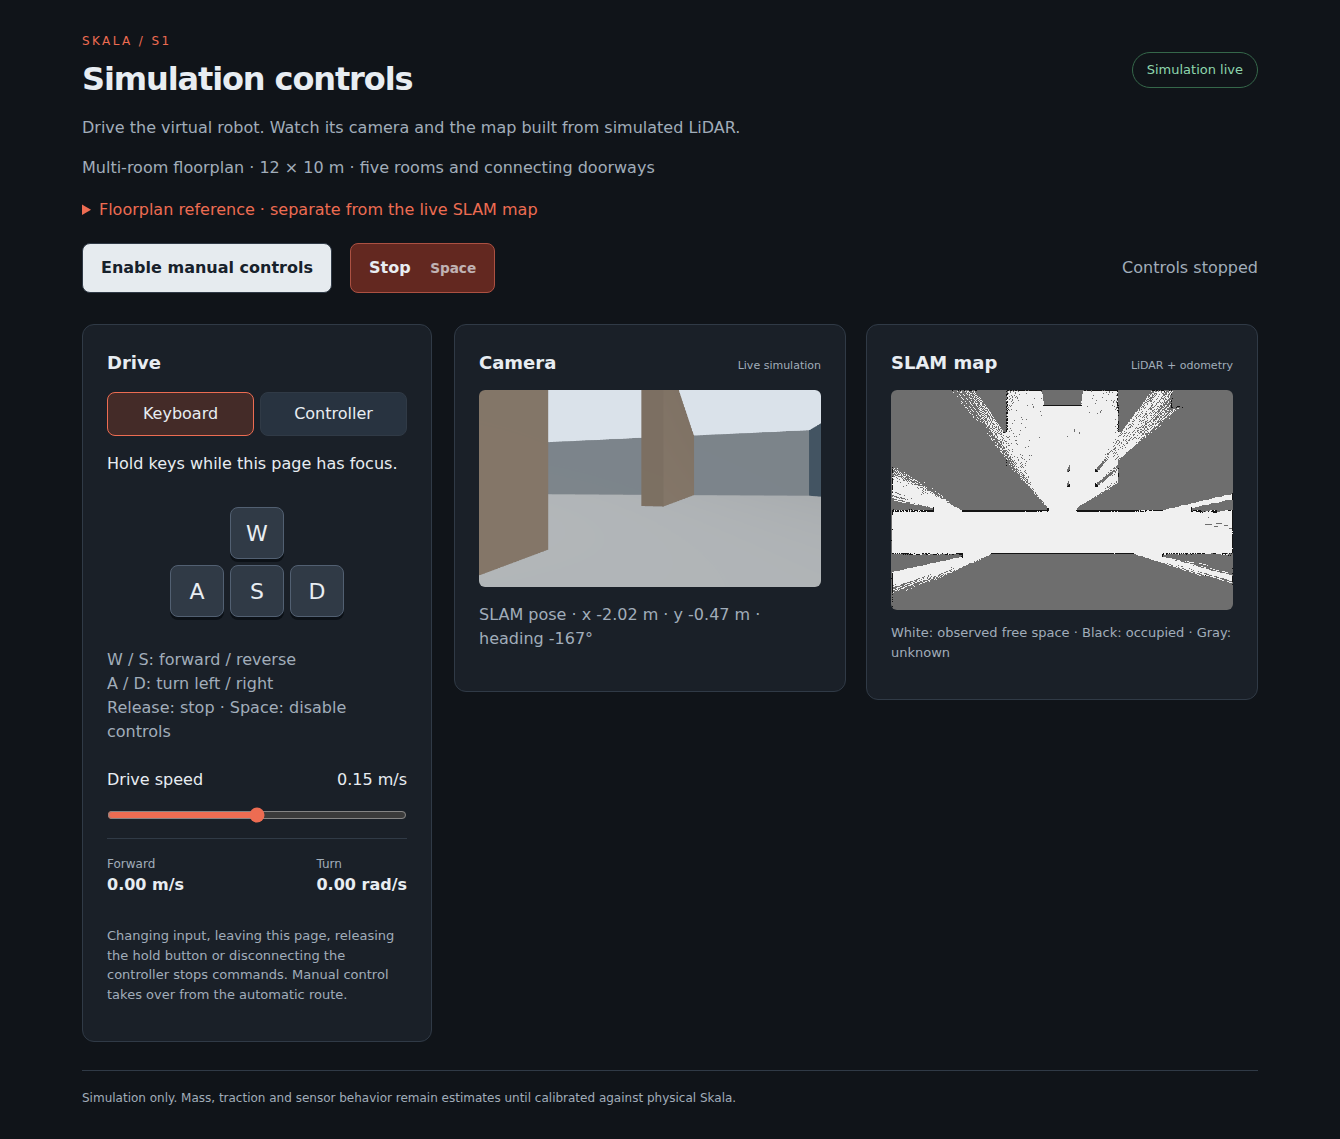 SKALA / S1
Simulation controls
Simulation live
Drive the virtual robot. Watch its camera and the map built from simulated LiDAR.
Multi-room floorplan · 12 × 10 m · five rooms and connecting doorways
Floorplan reference · separate from the live SLAM map
Enable manual controls
Stop Space
Controls stopped
Drive
Keyboard
Controller
Hold keys while this page has focus.
W
A
S
D
W / S: forward / reverse
A / D: turn left / right
Release: stop · Space: disable
controls
Drive speed
0.15 m/s
Forward
0.00 m/s
Turn
0.00 rad/s
Changing input, leaving this page, releasing
the hold button or disconnecting the
controller stops commands. Manual control
takes over from the automatic route.
Camera
Live simulation
SLAM pose · x -2.02 m · y -0.47 m ·
heading -167°
SLAM map
LiDAR + odometry
White: observed free space · Black: occupied · Gray:
unknown
Simulation only. Mass, traction and sensor behavior remain estimates until calibrated against physical Skala.